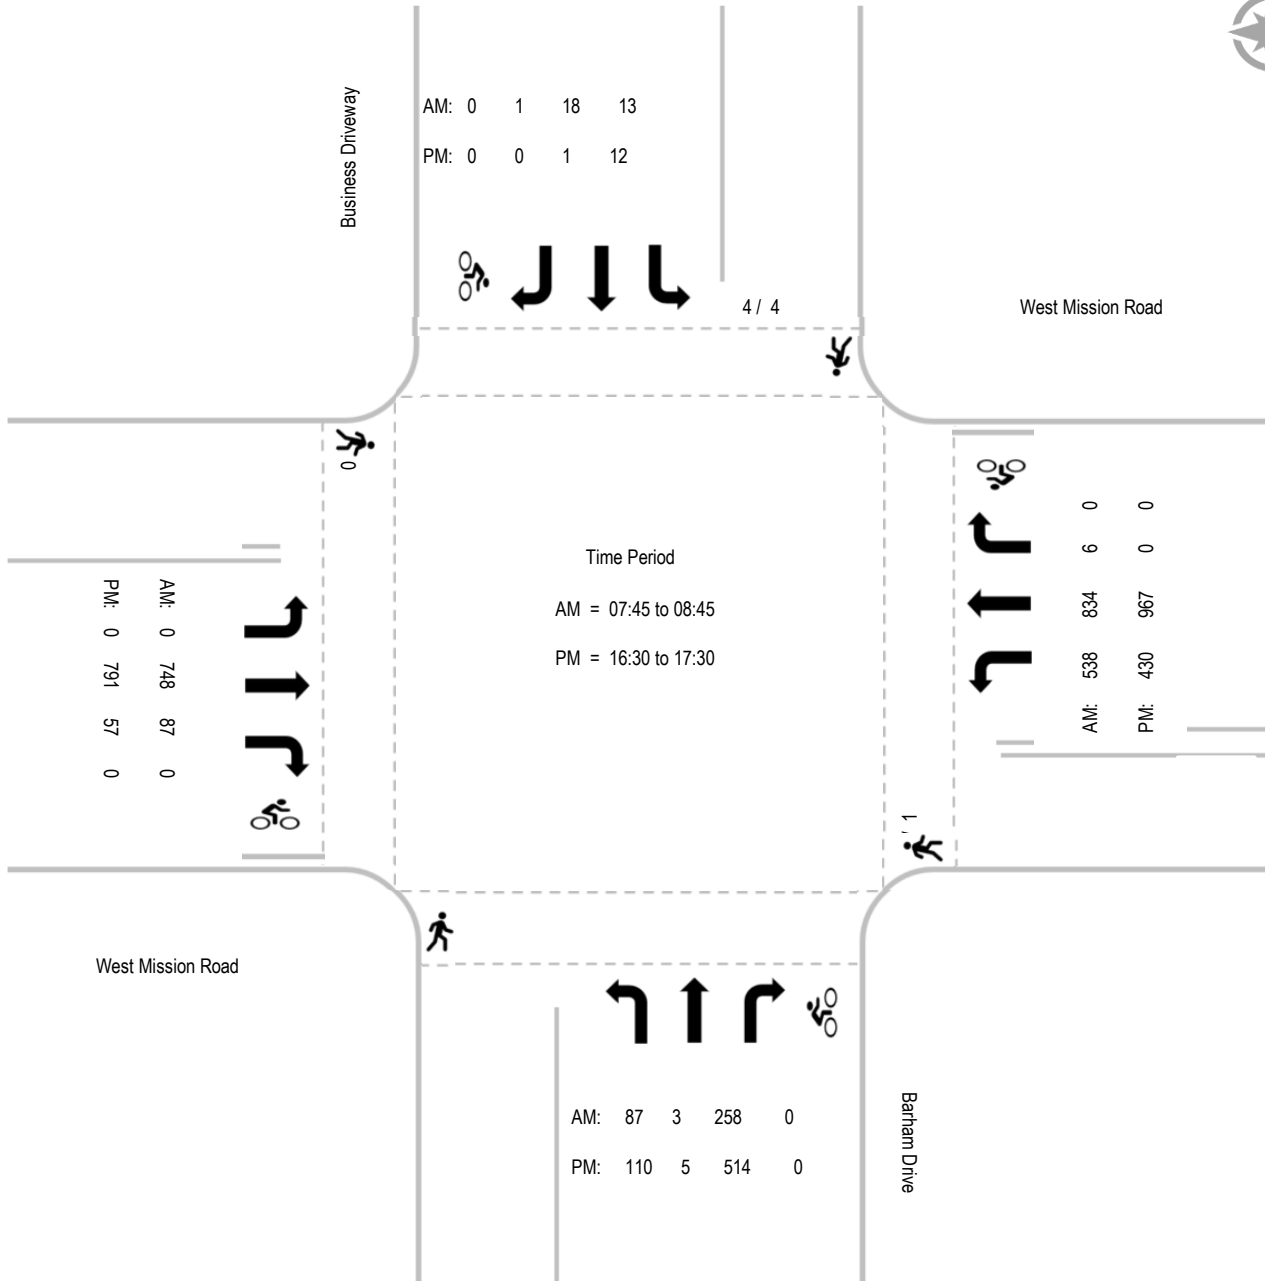 Business Driveway
AM: 0 1 18 13
PM: 0 0 1 12
4 / 4
West Mission Road
0
Time Period
AM = 07:45 to 08:45
PM = 16:30 to 17:30
AM: 0 748 87 0
PM: 0 791 57 0
AM: 538 834 6 0
PM: 430 967 0 0
/ 1
West Mission Road
AM: 87 3 258 0
PM: 110 5 514 0
Barham Drive